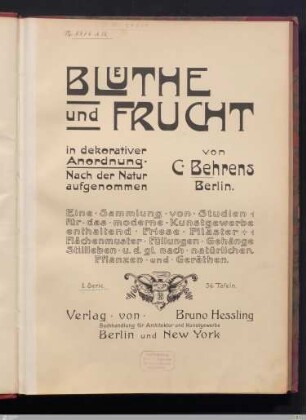 BLUETHE
und FRUCHT
in dekorativer
Anordnung.
Nach der Natur
aufgenommen
von
C. Behrens
Berlin.
Eine · Sammlung · von · Studien
für · das · moderne · Kunstgewerbe
enthaltend · Friese · Pilaster
Flächenmuster · Füllungen · Gehänge
Stillleben · u. d. gl. nach · natürlichen
Pflanzen · und · Geräthen.
I. Serie. 36 Tafeln.
Verlag · von · Bruno Hessling
Buchhandlung für Architektur und Kunstgewerbe
Berlin und New York